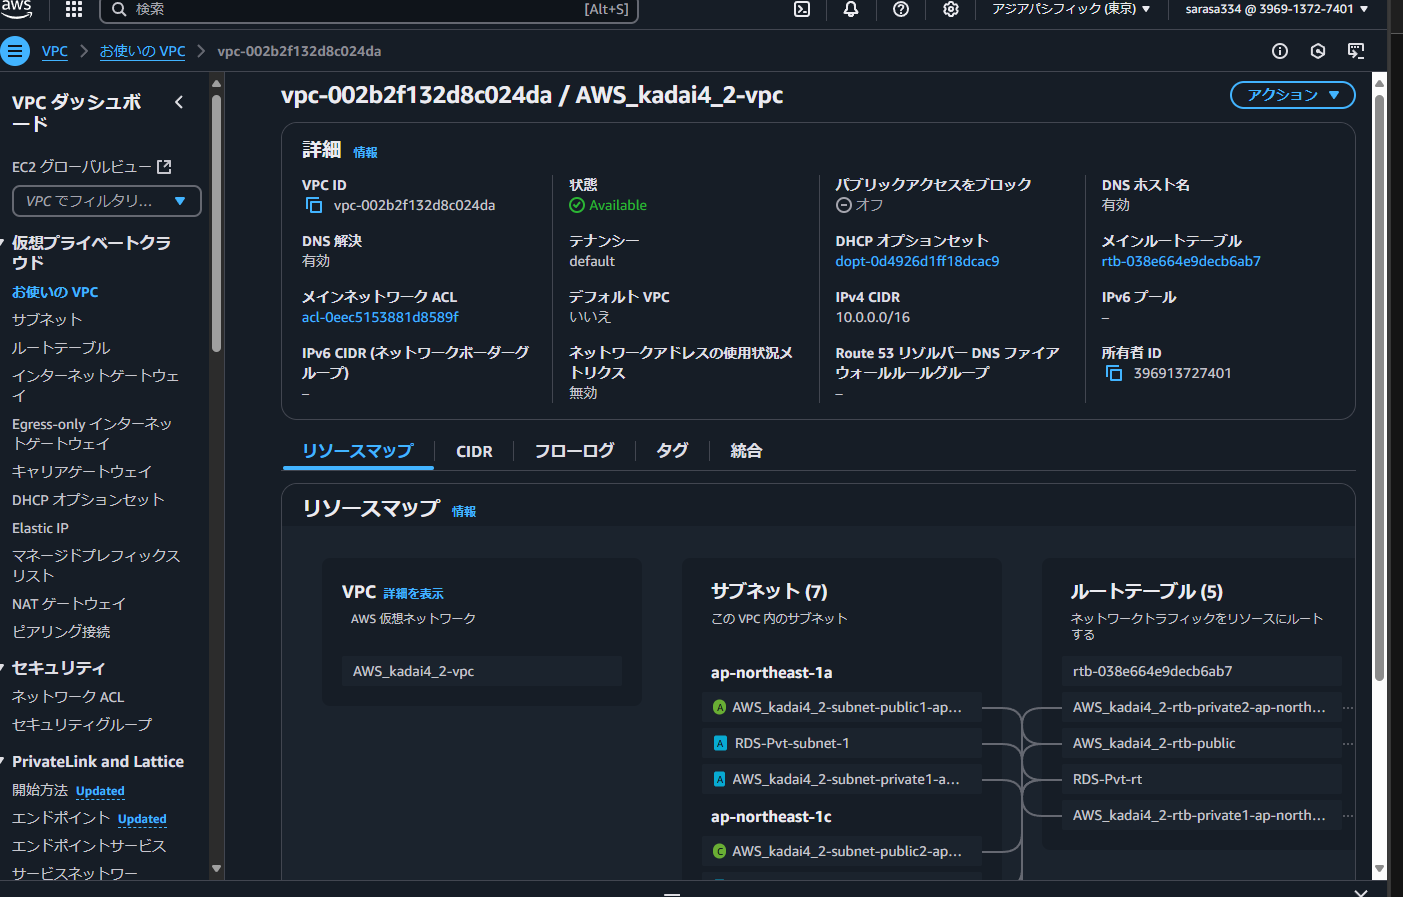 aws
検索
[Alt+S]
アジアパシフィック (東京) ▼
sarasa334 @ 3969-1372-7401 ▼
VPC
お使いの VPC
vpc-002b2f132d8c024da
VPC ダッシュボ
ード
EC2 グローバルビュー
VPC でフィルタリ...
仮想プライベートクラ
ウド
お使いの VPC
サブネット
ルートテーブル
インターネットゲートウェ
イ
Egress-only インターネッ
トゲートウェイ
キャリアゲートウェイ
DHCP オプションセット
Elastic IP
マネージドプレフィックス
リスト
NAT ゲートウェイ
ピアリング接続
セキュリティ
ネットワーク ACL
セキュリティグループ
PrivateLink and Lattice
開始方法 Updated
エンドポイント Updated
エンドポイントサービス
サービスネットワー
vpc-002b2f132d8c024da / AWS_kadai4_2-vpc
アクション ▼
詳細 情報
VPC ID
vpc-002b2f132d8c024da
状態
Available
パブリックアクセスをブロック
オフ
DNS ホスト名
有効
DNS 解決
有効
テナンシー
default
DHCP オプションセット
dopt-0d4926d1ff18dcac9
メインルートテーブル
rtb-038e664e9decb6ab7
メインネットワーク ACL
acl-0eec5153881d8589f
デフォルト VPC
いいえ
IPv4 CIDR
10.0.0.0/16
IPv6 プール
–
IPv6 CIDR (ネットワークボーダーグ
ループ)
–
ネットワークアドレスの使用状況メ
トリクス
無効
Route 53 リゾルバー DNS ファイア
ウォールルールグループ
–
所有者 ID
396913727401
リソースマップ
CIDR
フローログ
タグ
統合
リソースマップ 情報
VPC 詳細を表示
AWS 仮想ネットワーク
AWS_kadai4_2-vpc
サブネット (7)
この VPC 内のサブネット
ap-northeast-1a
A AWS_kadai4_2-subnet-public1-ap...
A RDS-Pvt-subnet-1
A AWS_kadai4_2-subnet-private1-a...
ap-northeast-1c
C AWS_kadai4_2-subnet-public2-ap...
ルートテーブル (5)
ネットワークトラフィックをリソースにルート
する
rtb-038e664e9decb6ab7
AWS_kadai4_2-rtb-private2-ap-north...
AWS_kadai4_2-rtb-public
RDS-Pvt-rt
AWS_kadai4_2-rtb-private1-ap-north...